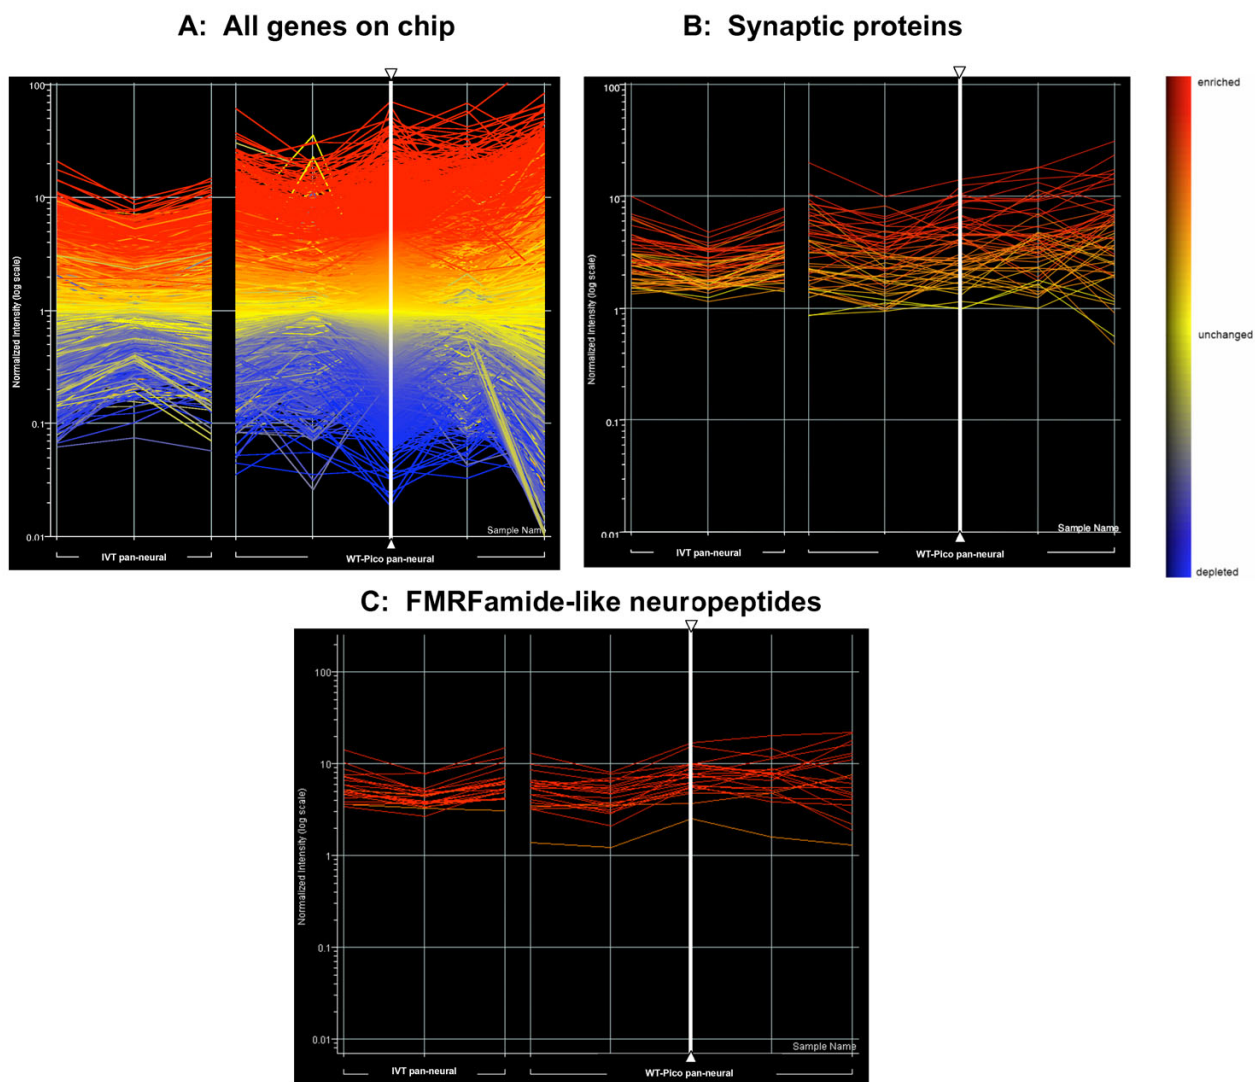 A: All genes on chip
B: Synaptic proteins
100
10
1
0.1
0.01
Normalized Intensity (log scale)
Sample Name
IVT pan-neural
WT-Pico pan-neural
100
10
1
0.1
0.01
Normalized Intensity (log scale)
Sample Name
IVT pan-neural
WT-Pico pan-neural
enriched
unchanged
depleted
C: FMRFamide-like neuropeptides
100
10
1
0.1
0.01
Normalized Intensity (log scale)
Sample Name
IVT pan-neural
WT-Pico pan-neural